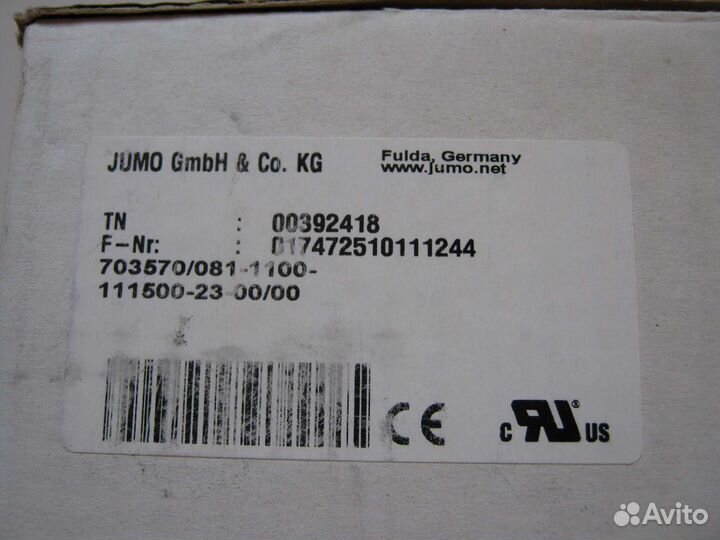 JUMO GmbH & Co. KG
Fulda, Germany
www.jumo.net
TN : 00392418
F-Nr: : 017472510111244
703570/081-1100-
111500-23-00/00
CE
c RU US
Avito